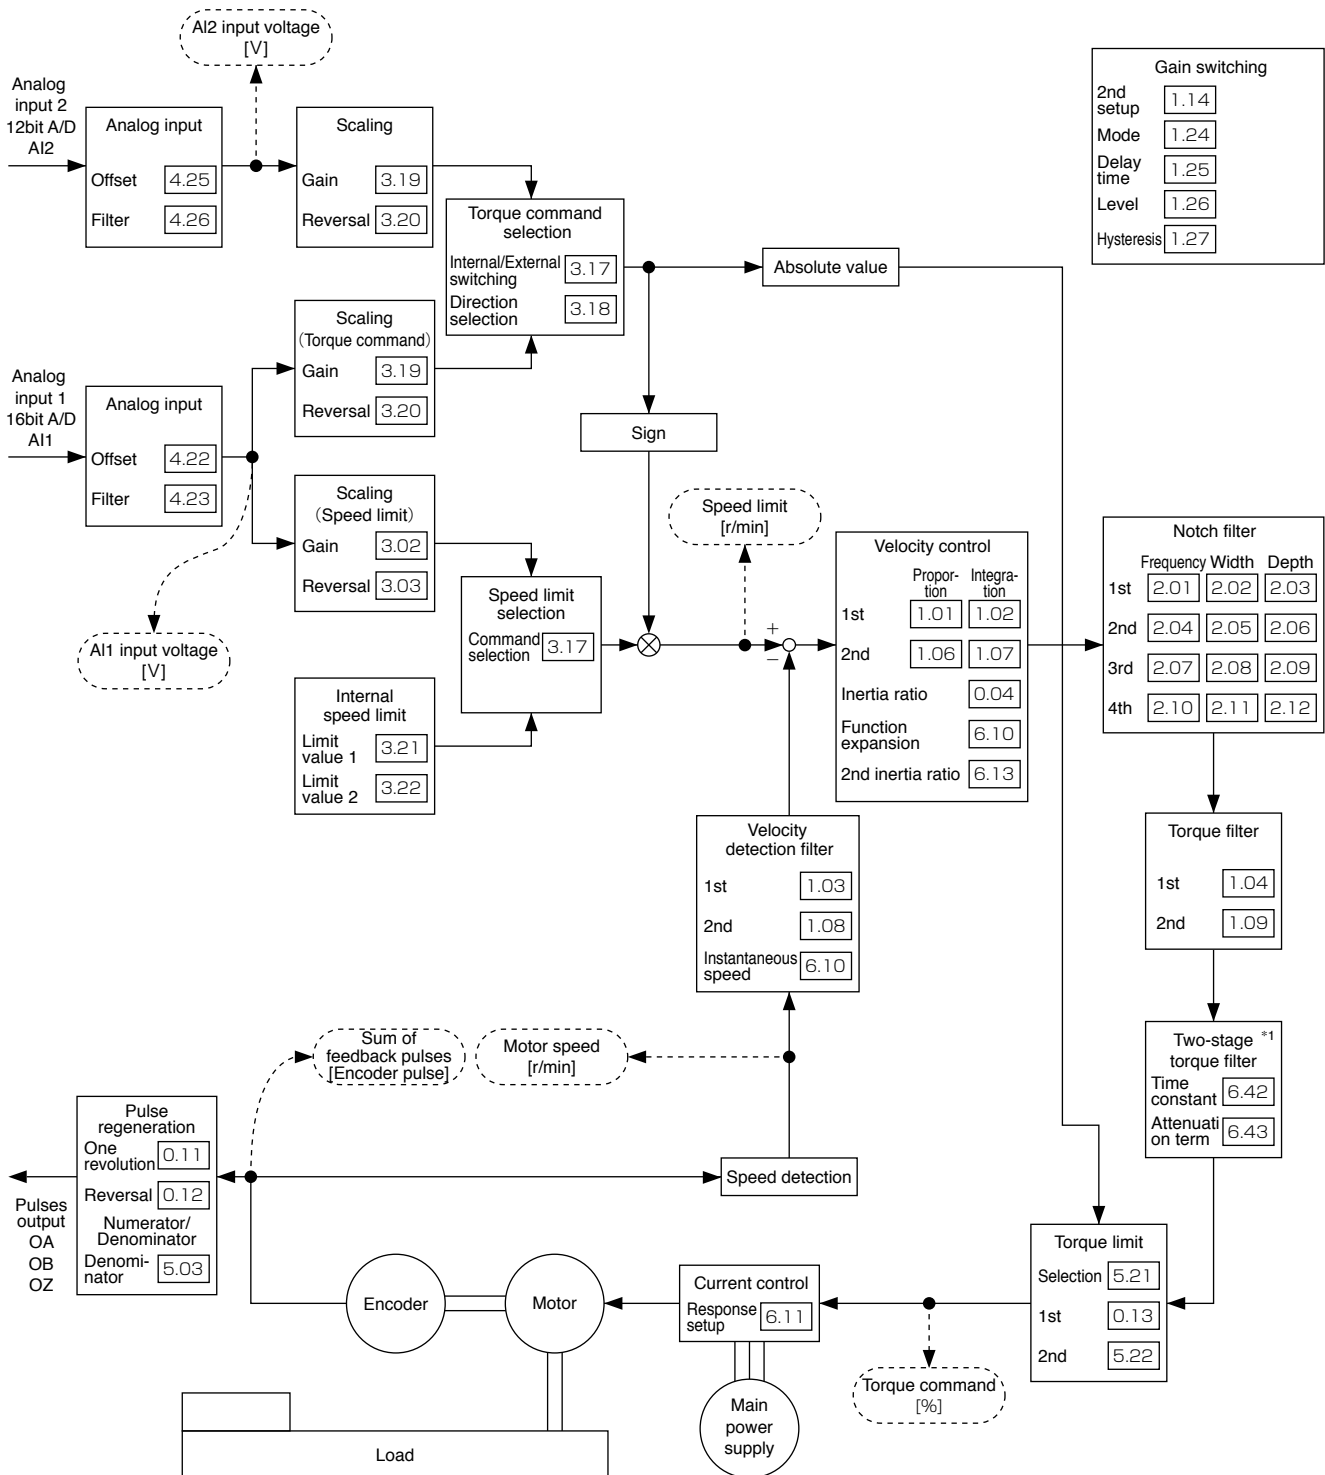 AI2 input voltage
[V]
Analog
input 2
12bit A/D
AI2
Analog input
Offset 4.25
Filter 4.26
Scaling
Gain 3.19
Reversal 3.20
Gain switching
2nd
setup 1.14
Mode 1.24
Delay
time 1.25
Level 1.26
Hysteresis 1.27
Torque command
selection
Internal/External
switching 3.17
Direction
selection 3.18
Absolute value
Scaling
(Torque command)
Gain 3.19
Reversal 3.20
Analog
input 1
16bit A/D
AI1
Analog input
Offset 4.22
Filter 4.23
Sign
Scaling
(Speed limit)
Gain 3.02
Reversal 3.03
AI1 input voltage
[V]
Speed limit
selection
Command
selection 3.17
Internal
speed limit
Limit
value 1 3.21
Limit
value 2 3.22
Speed limit
[r/min]
+
−
Velocity control
Propor-
tion
Integra-
tion
1st 1.01 1.02
2nd 1.06 1.07
Inertia ratio 0.04
Function
expansion 6.10
2nd inertia ratio 6.13
Notch filter
Frequency Width Depth
1st 2.01 2.02 2.03
2nd 2.04 2.05 2.06
3rd 2.07 2.08 2.09
4th 2.10 2.11 2.12
Velocity
detection filter
1st 1.03
2nd 1.08
Instantaneous
speed 6.10
Torque filter
1st 1.04
2nd 1.09
Two-stage *1
torque filter
Time
constant 6.42
Attenuati
on term 6.43
Sum of
feedback pulses
[Encoder pulse]
Motor speed
[r/min]
Pulse
regeneration
One
revolution 0.11
Reversal 0.12
Numerator/
Denominator
Denomi-
nator 5.03
Pulses
output
OA
OB
OZ
Speed detection
Torque limit
Selection 5.21
1st 0.13
2nd 5.22
Encoder
Motor
Current control
Response
setup 6.11
Torque command
[%]
Main
power
supply
Load